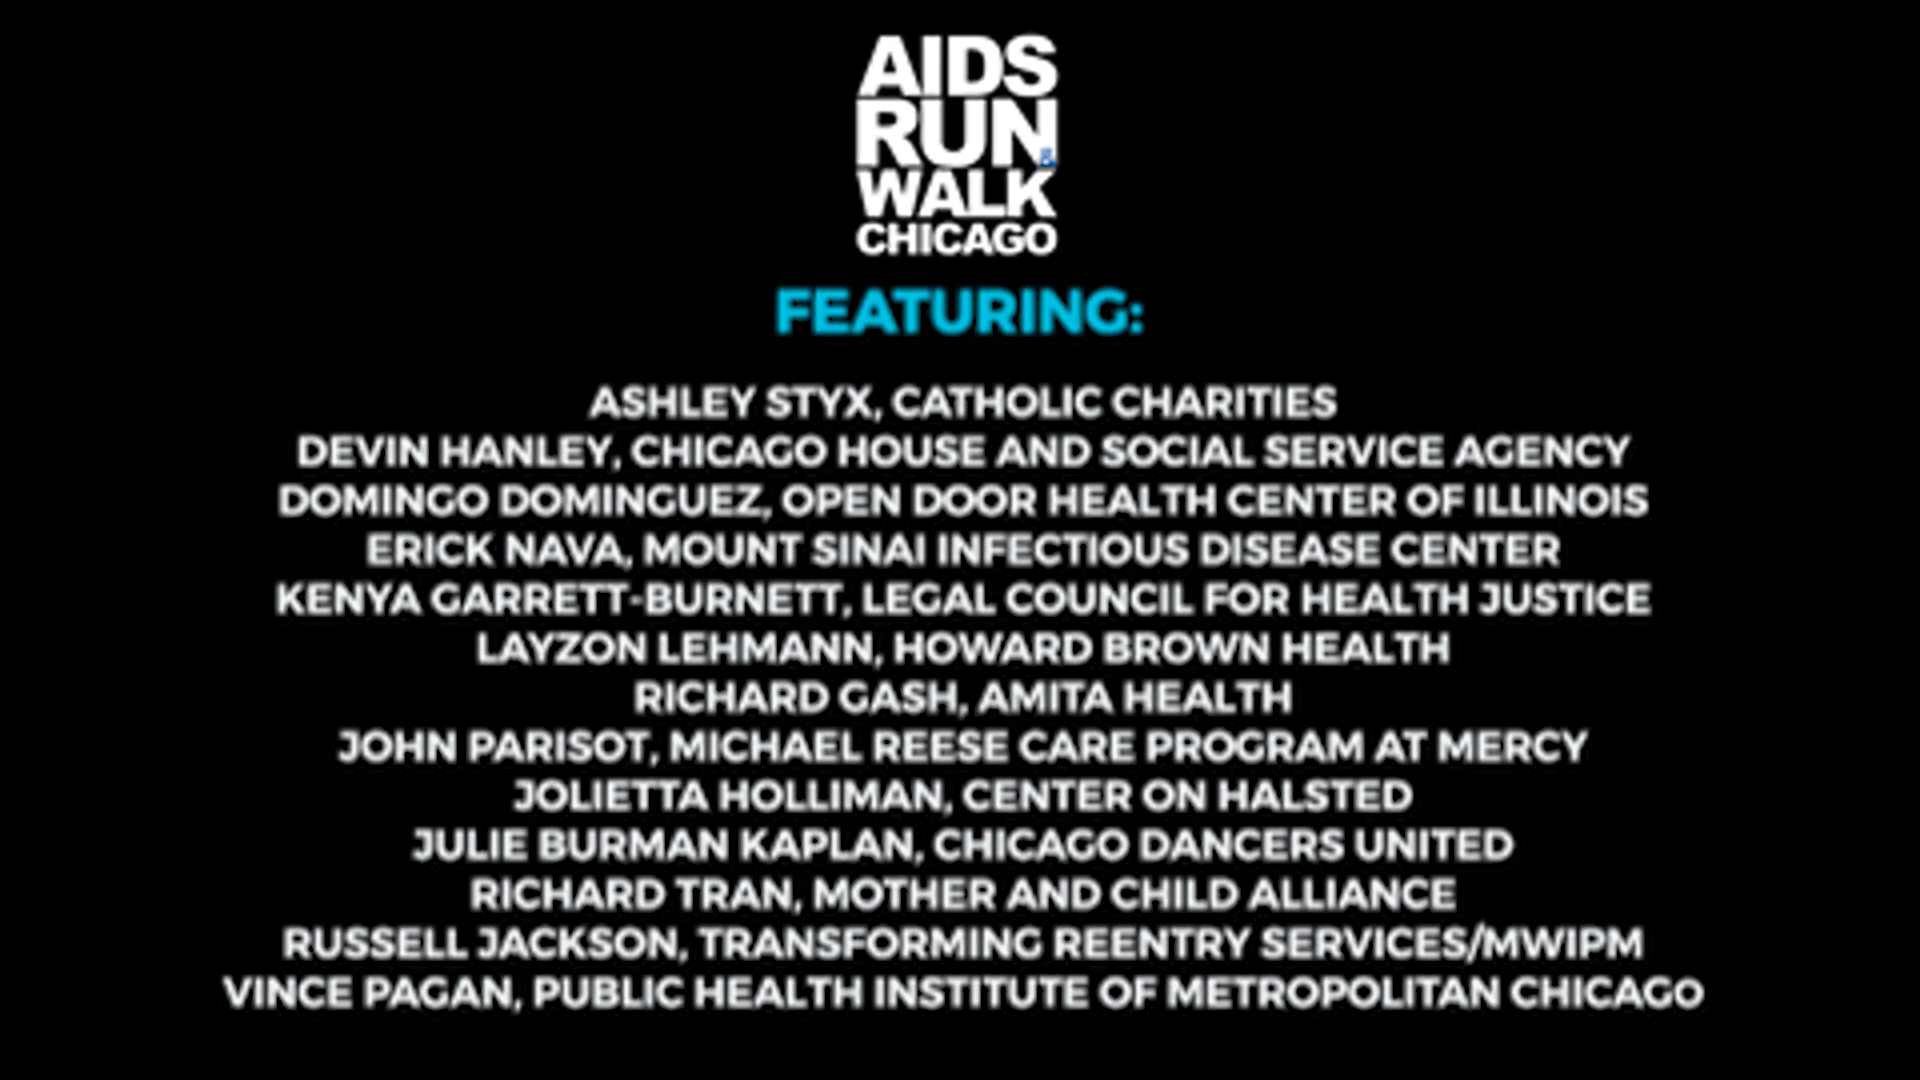 AIDS
RUN &
WALK
CHICAGO
FEATURING:
ASHLEY STYX, CATHOLIC CHARITIES
DEVIN HANLEY, CHICAGO HOUSE AND SOCIAL SERVICE AGENCY
DOMINGO DOMINGUEZ, OPEN DOOR HEALTH CENTER OF ILLINOIS
ERICK NAVA, MOUNT SINAI INFECTIOUS DISEASE CENTER
KENYA GARRETT-BURNETT, LEGAL COUNCIL FOR HEALTH JUSTICE
LAYZON LEHMANN, HOWARD BROWN HEALTH
RICHARD GASH, AMITA HEALTH
JOHN PARISOT, MICHAEL REESE CARE PROGRAM AT MERCY
JOLIETTA HOLLIMAN, CENTER ON HALSTED
JULIE BURMAN KAPLAN, CHICAGO DANCERS UNITED
RICHARD TRAN, MOTHER AND CHILD ALLIANCE
RUSSELL JACKSON, TRANSFORMING REENTRY SERVICES/MWIPM
VINCE PAGAN, PUBLIC HEALTH INSTITUTE OF METROPOLITAN CHICAGO